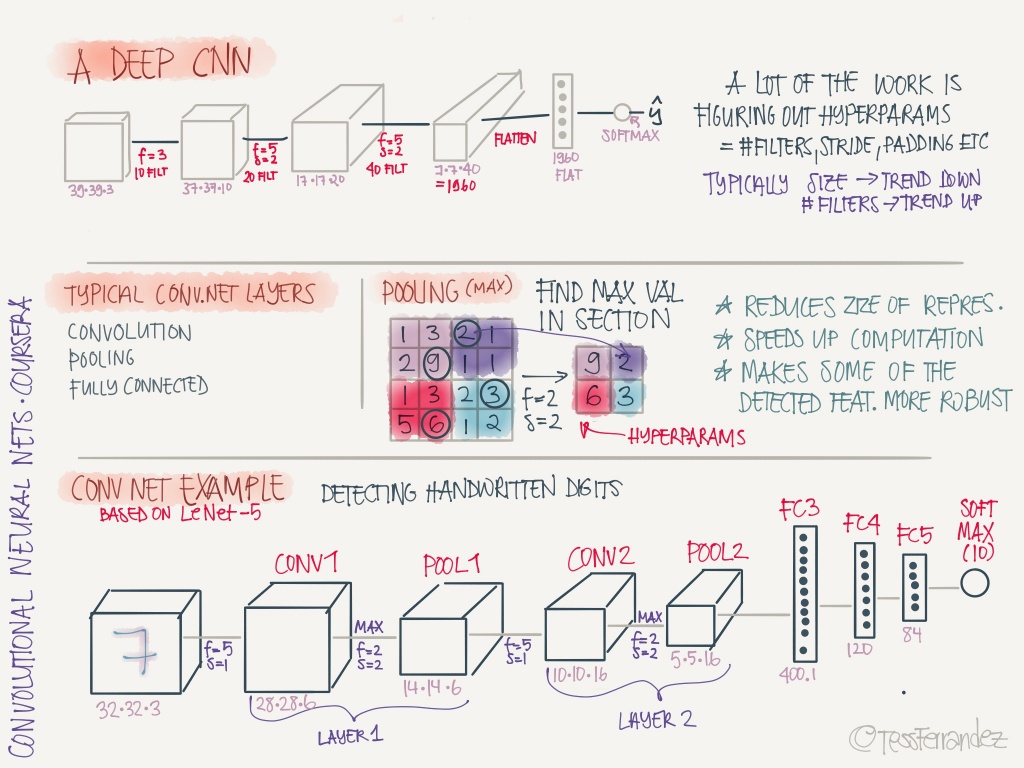 A DEEP CNN
39·39·3
f=3
10 FILT
37·37·10
f=5
s=2
20 FILT
17·17·20
f=5
s=2
40 FILT
7·7·40
=1960
FLATTEN
1960
FLAT
SOFTMAX
ŷ
A LOT OF THE WORK IS
FIGURING OUT HYPERPARAMS
= #FILTERS, STRIDE, PADDING ETC
TYPICALLY SIZE → TREND DOWN
#FILTERS → TREND UP
TYPICAL CONV.NET LAYERS
CONVOLUTION
POOLING
FULLY CONNECTED
POOLING (MAX)
FIND MAX VAL
IN SECTION
1 3 2 1
2 9 1 1
1 3 2 3
5 6 1 2
f=2
s=2
9 2
6 3
HYPERPARAMS
★ REDUCES SIZE OF REPRES.
★ SPEEDS UP COMPUTATION
★ MAKES SOME OF THE
DETECTED FEAT. MORE ROBUST
CONV NET EXAMPLE
BASED ON LeNet-5
DETECTING HANDWRITTEN DIGITS
7
32·32·3
f=5
s=1
CONV1
28·28·6
MAX
f=2
s=2
POOL1
14·14·6
LAYER 1
f=5
s=1
CONV2
10·10·16
MAX
f=2
s=2
POOL2
5·5·16
LAYER 2
FC3
400.1
FC4
120
FC5
84
SOFT
MAX
(10)
CONVOLUTIONAL NEURAL NETS · COURSERA
©TessFerrandez